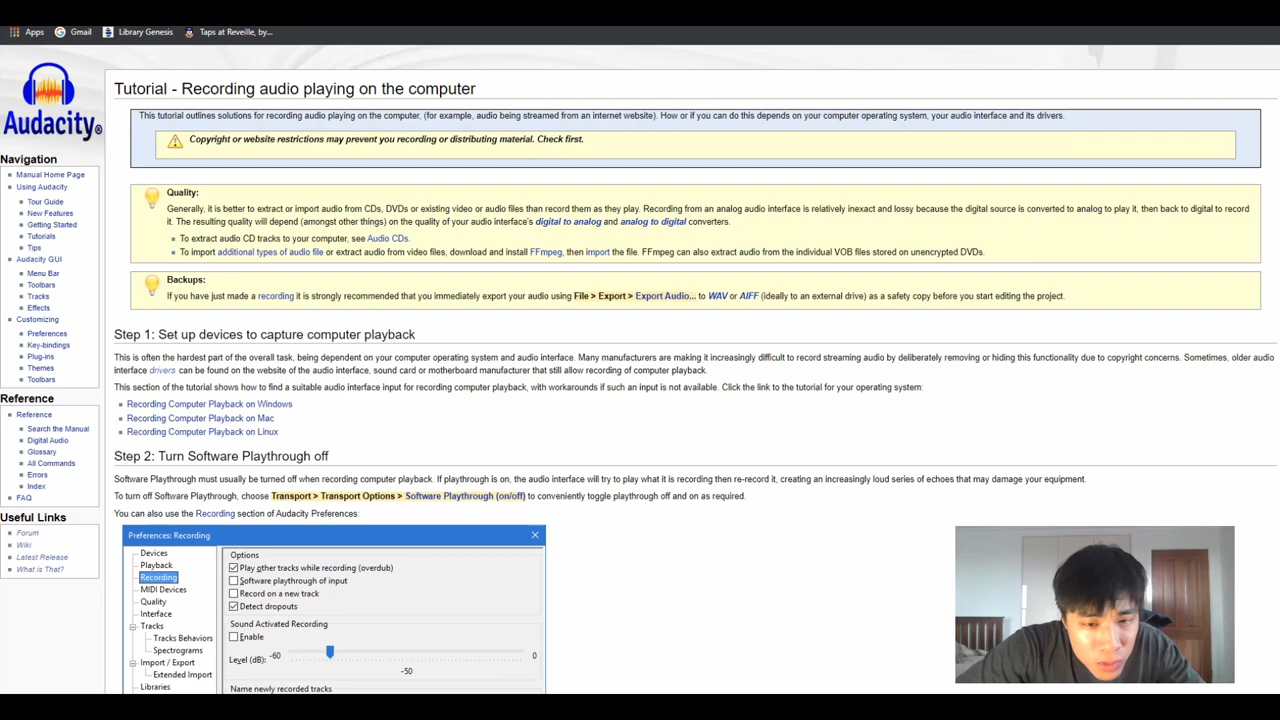 Apps
Gmail
Library Genesis
Taps at Reveille, by...
Audacity®
Navigation
Manual Home Page
Using Audacity
Tour Guide
New Features
Getting Started
Tutorials
Tips
Audacity GUI
Menu Bar
Toolbars
Tracks
Effects
Customizing
Preferences
Key-bindings
Plug-ins
Themes
Toolbars
Reference
Reference
Search the Manual
Digital Audio
Glossary
All Commands
Errors
Index
FAQ
Useful Links
Forum
Wiki
Latest Release
What is That?
Tutorial - Recording audio playing on the computer
This tutorial outlines solutions for recording audio playing on the computer, (for example, audio being streamed from an internet website). How or if you can do this depends on your computer operating system, your audio interface and its drivers.
Copyright or website restrictions may prevent you recording or distributing material. Check first.
Quality:
Generally, it is better to extract or import audio from CDs, DVDs or existing video or audio files than record them as they play. Recording from an analog audio interface is relatively inexact and lossy because the digital source is converted to analog to play it, then back to digital to record
it. The resulting quality will depend (amongst other things) on the quality of your audio interface's digital to analog and analog to digital converters.
To extract audio CD tracks to your computer, see Audio CDs.
To import additional types of audio file or extract audio from video files, download and install FFmpeg, then import the file. FFmpeg can also extract audio from the individual VOB files stored on unencrypted DVDs.
Backups:
If you have just made a recording it is strongly recommended that you immediately export your audio using File > Export > Export Audio... to WAV or AIFF (ideally to an external drive) as a safety copy before you start editing the project.
Step 1: Set up devices to capture computer playback
This is often the hardest part of the overall task, being dependent on your computer operating system and audio interface. Many manufacturers are making it increasingly difficult to record streaming audio by deliberately removing or hiding this functionality due to copyright concerns. Sometimes, older audio
interface drivers can be found on the website of the audio interface, sound card or motherboard manufacturer that still allow recording of computer playback.
This section of the tutorial shows how to find a suitable audio interface input for recording computer playback, with workarounds if such an input is not available. Click the link to the tutorial for your operating system:
Recording Computer Playback on Windows
Recording Computer Playback on Mac
Recording Computer Playback on Linux
Step 2: Turn Software Playthrough off
Software Playthrough must usually be turned off when recording computer playback. If playthrough is on, the audio interface will try to play what it is recording then re-record it, creating an increasingly loud series of echoes that may damage your equipment.
To turn off Software Playthrough, choose Transport > Transport Options > Software Playthrough (on/off) to conveniently toggle playthrough off and on as required.
You can also use the Recording section of Audacity Preferences:
Preferences: Recording
Devices
Playback
Recording
MIDI Devices
Quality
Interface
Tracks
Tracks Behaviors
Spectrograms
Import / Export
Extended Import
Libraries
Options
Play other tracks while recording (overdub)
Software playthrough of input
Record on a new track
Detect dropouts
Sound Activated Recording
Enable
Level (dB): -60 0
-50
Name newly recorded tracks